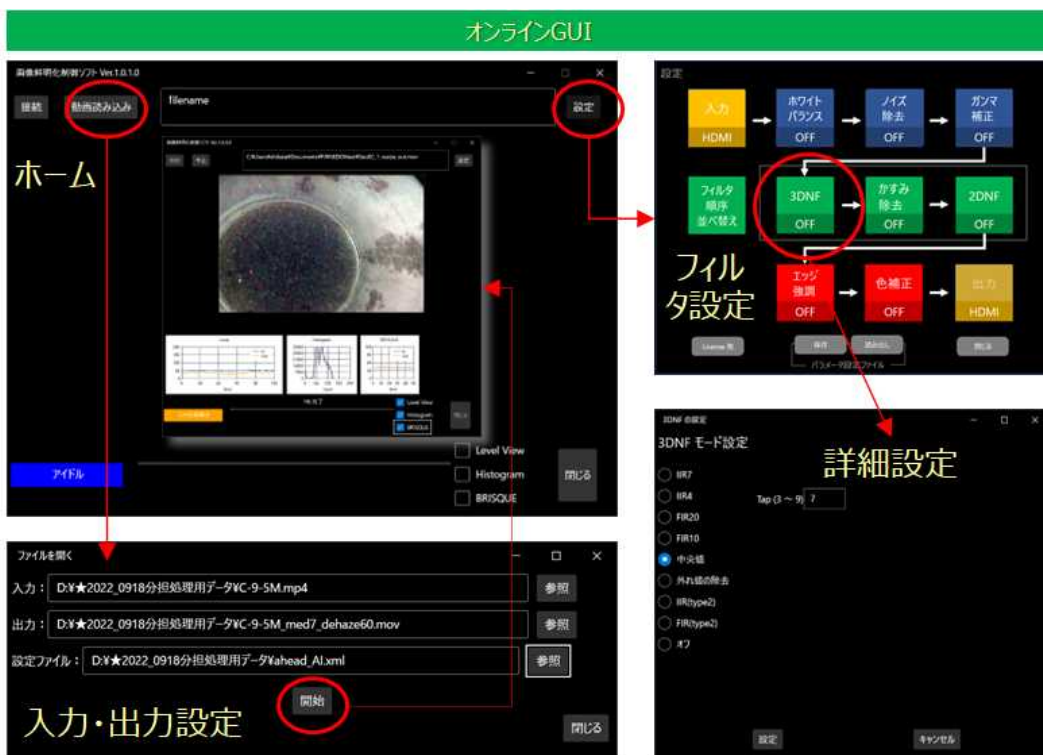 オンラインGUI
画像鮮明化制御ソフト Ver.1.0.1.0
接続
動画読み込み
filename
設定
ホーム
アイドル
Level View
Histogram
BRISQUE
Level View
Histogram
BRISQUE
閉じる
設定
入力
HDMI
ホワイト
バランス
OFF
ノイズ
除去
OFF
ガンマ
補正
OFF
フィルタ
順序
並べ替え
3DNF
OFF
かすみ
除去
OFF
2DNF
OFF
フィル
タ設定
エッジ
強調
OFF
色補正
OFF
出力
HDMI
保存
読み出し
閉じる
パラメータ設定ファイル
ファイルを開く
入力：
D:¥★2022_0918分担処理用データ¥C-9-5M.mp4
参照
出力：
D:¥★2022_0918分担処理用データ¥C-9-5M_med7_dehaze60.mov
参照
設定ファイル：
D:¥★2022_0918分担処理用データ¥ahead_AI.xml
参照
開始
入力・出力設定
閉じる
3DNF の設定
3DNF モード設定
詳細設定
IIR7
IIR4
Tap (3 ～ 9)
7
FIR20
FIR10
中央値
外れ値の除去
IIR(type2)
FIR(type2)
オフ
設定
キャンセル